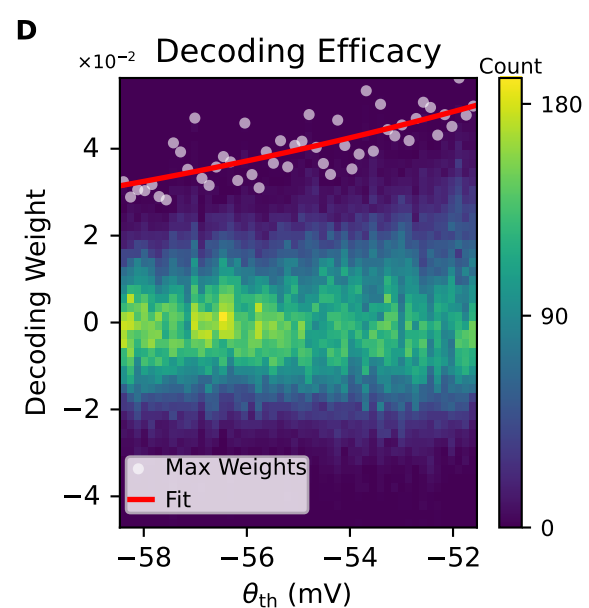 D
×10⁻²
Decoding Efficacy
Count
Decoding Weight
4
2
0
−2
−4
180
90
0
Max Weights
Fit
−58
−56
−54
−52
θth (mV)